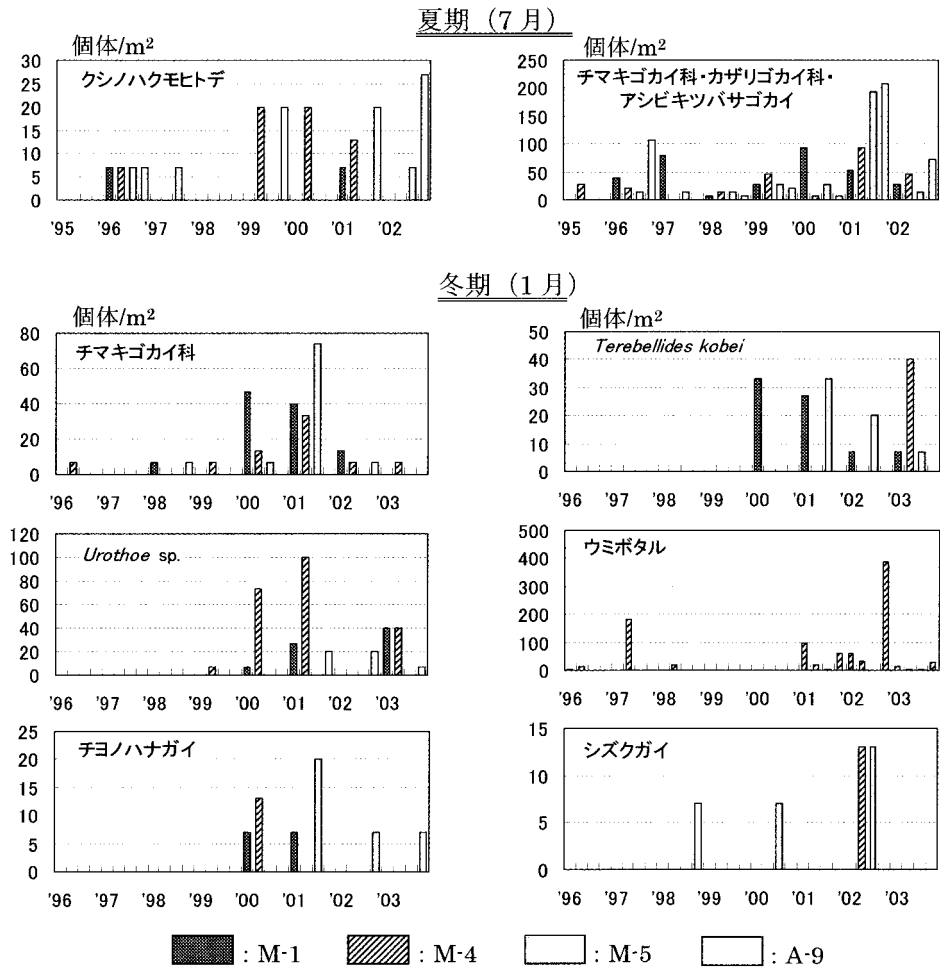 夏期（7月）
個体/m²
クシノハクモヒトデ
30
25
20
15
10
5
0
'95 '96 '97 '98 '99 '00 '01 '02
個体/m²
チマキゴカイ科・カザリゴカイ科・
アシビキツバサゴカイ
250
200
150
100
50
0
'95 '96 '97 '98 '99 '00 '01 '02
冬期（1月）
個体/m²
チマキゴカイ科
80
60
40
20
0
'96 '97 '98 '99 '00 '01 '02 '03
個体/m²
Terebellides kobei
50
40
30
20
10
0
'96 '97 '98 '99 '00 '01 '02 '03
Urothoe sp.
120
100
80
60
40
20
0
'96 '97 '98 '99 '00 '01 '02 '03
ウミボタル
500
400
300
200
100
0
'96 '97 '98 '99 '00 '01 '02 '03
チヨノハナガイ
25
20
15
10
5
0
'96 '97 '98 '99 '00 '01 '02 '03
シズクガイ
15
10
5
0
'96 '97 '98 '99 '00 '01 '02 '03
: M-1 : M-4 : M-5 : A-9